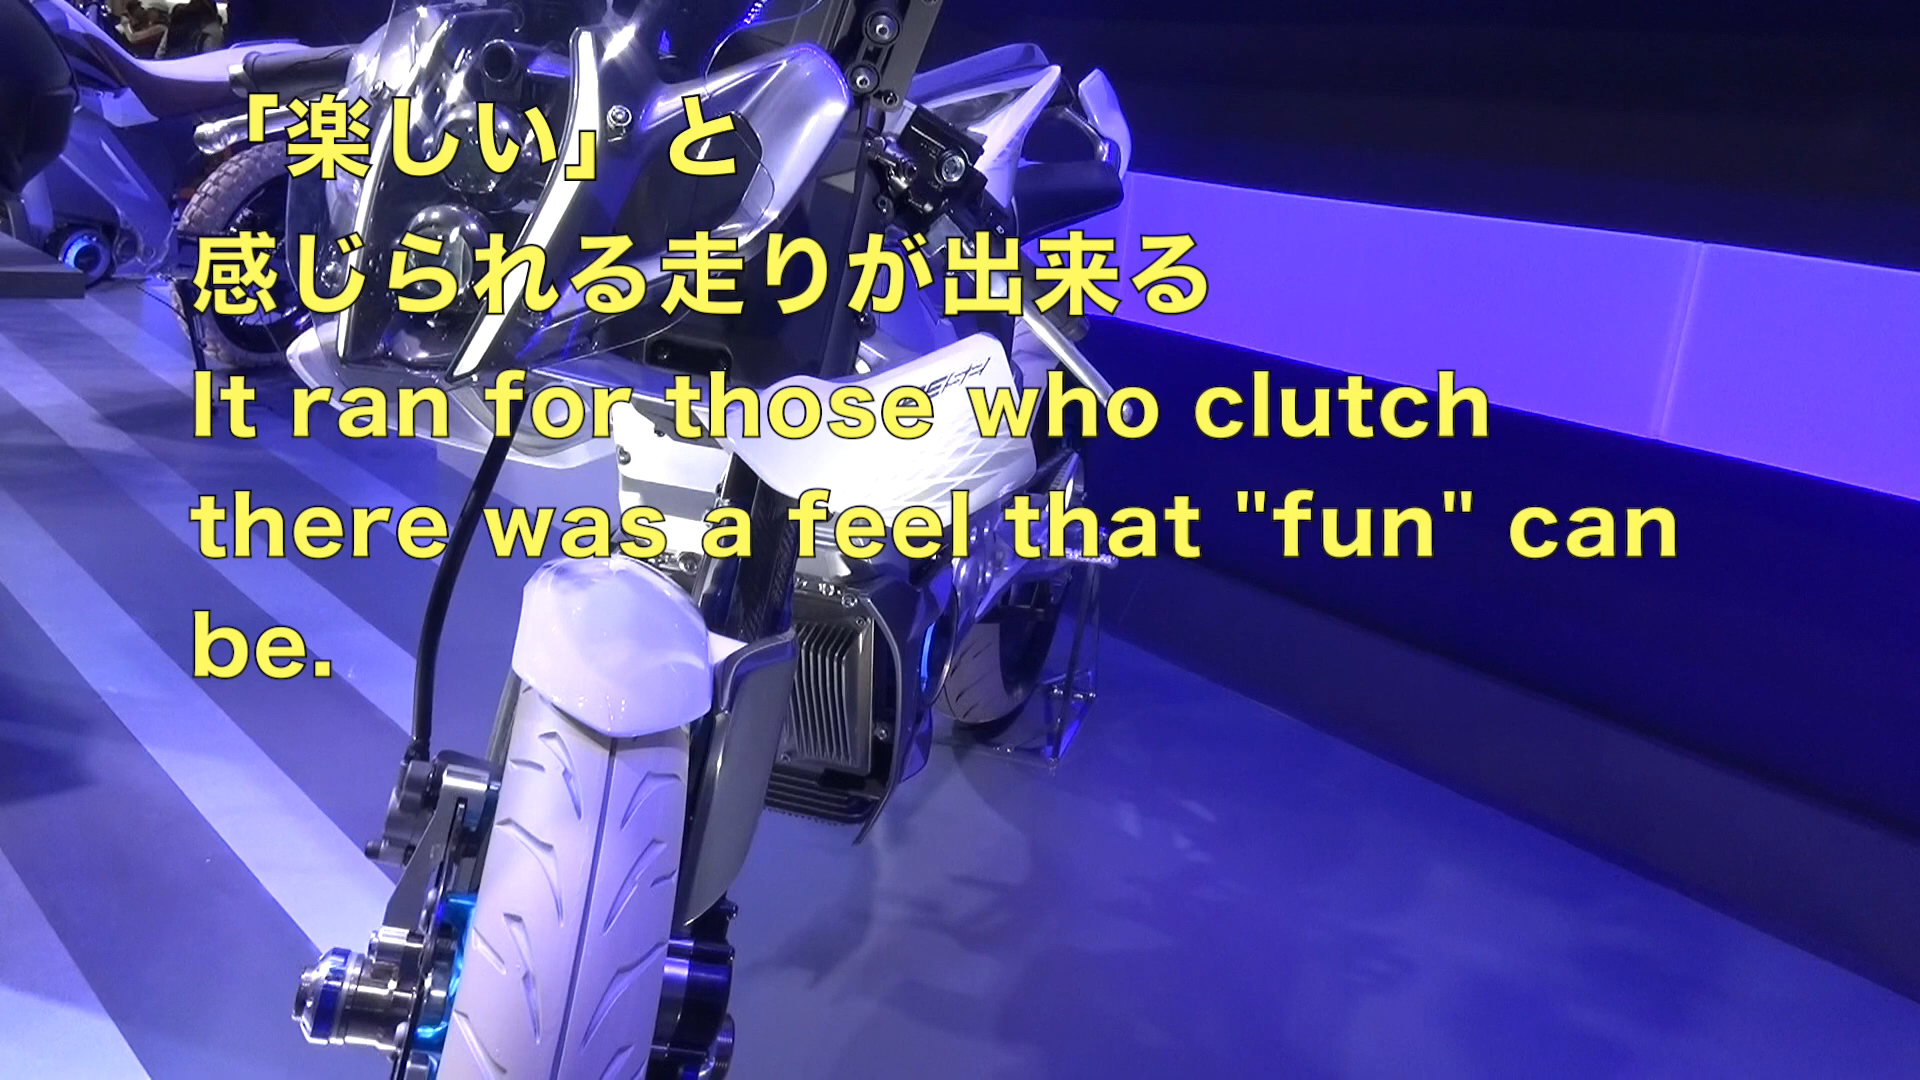 「楽しい」と
感じられる走りが出来る
It ran for those who clutch
there was a feel that "fun" can
be.